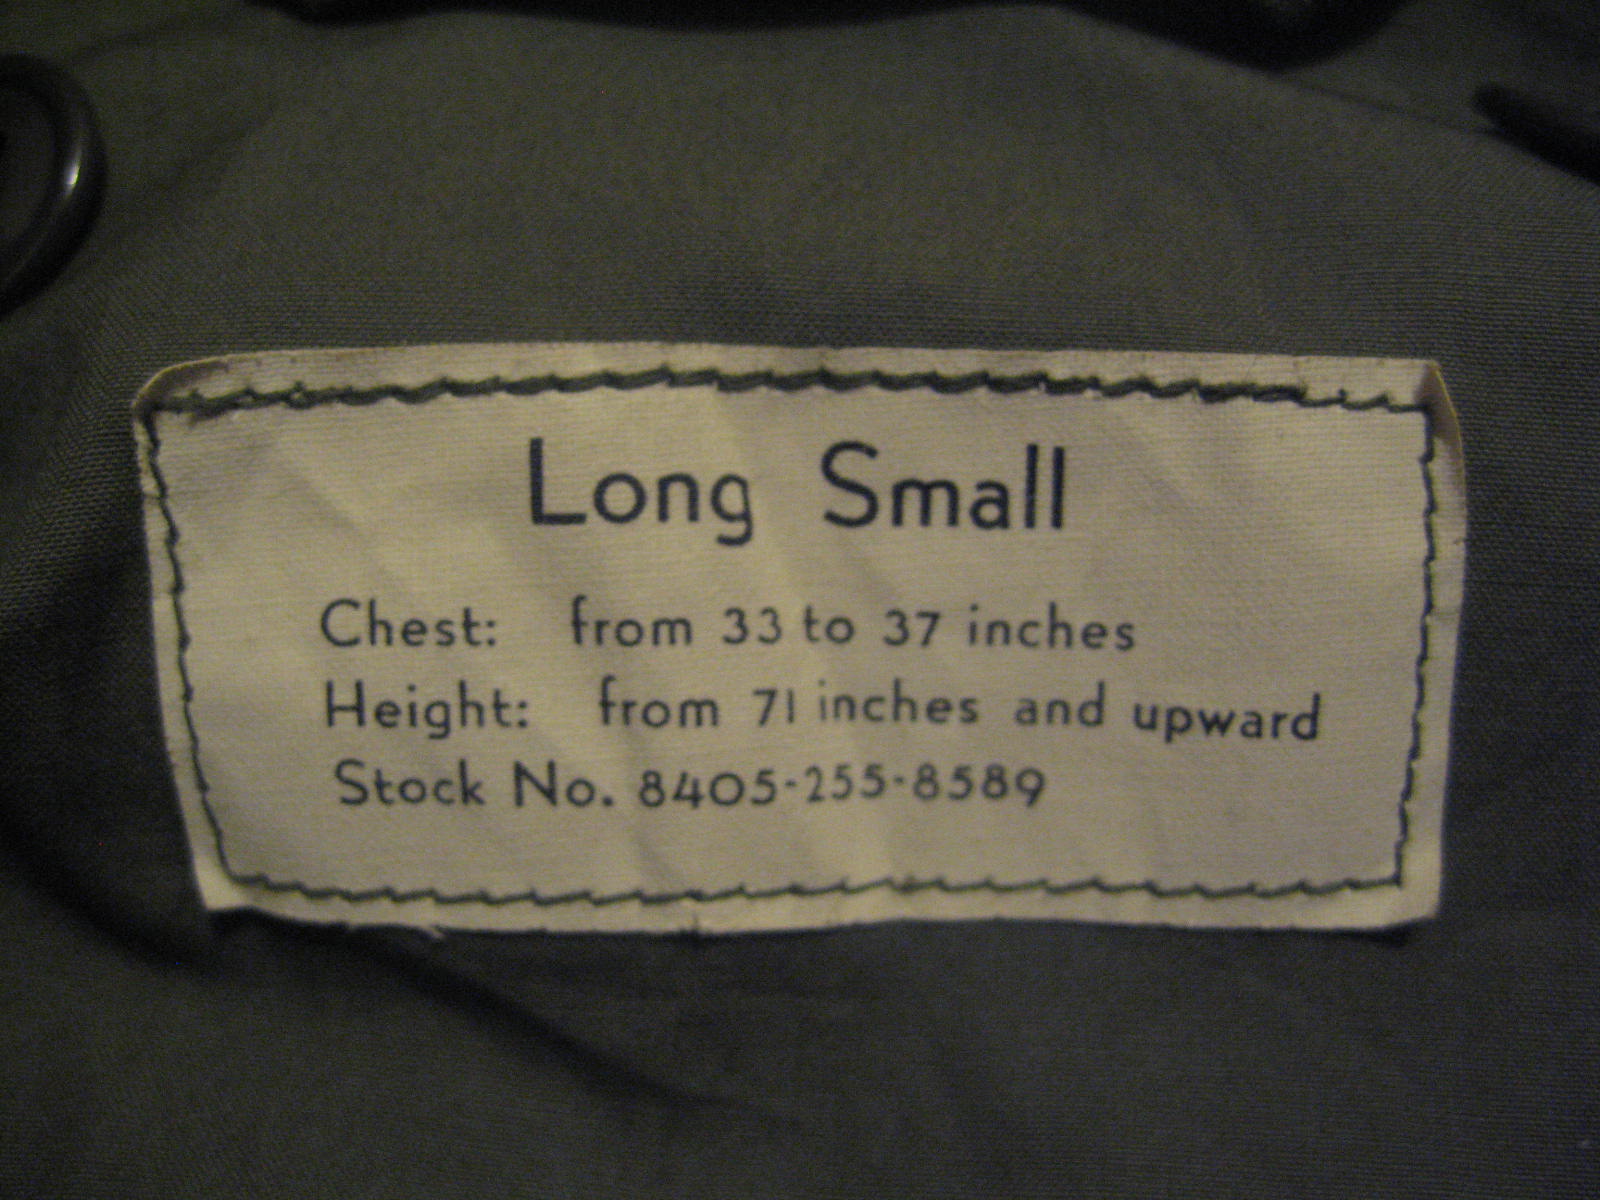 Long Small
Chest: from 33 to 37 inches
Height: from 71 inches and upward
Stock No. 8405-255-8589